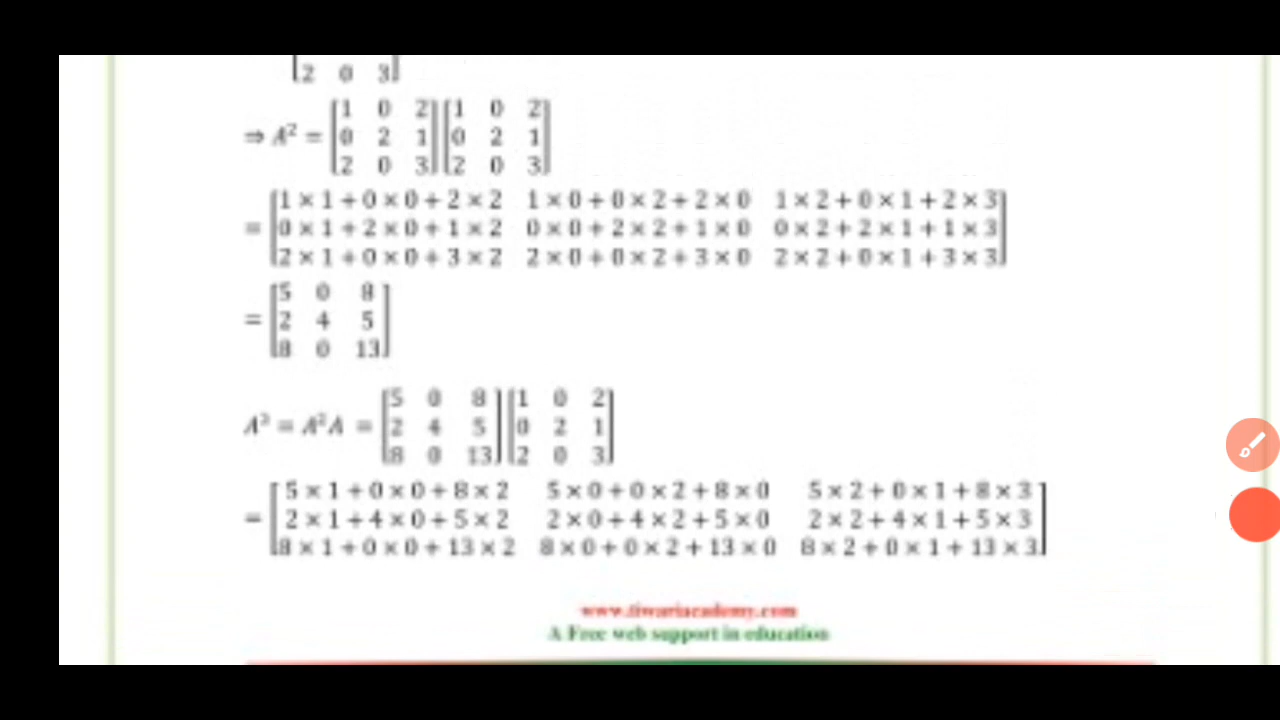 [2 0 3]
⇒ A² = [1 0 2; 0 2 1; 2 0 3] [1 0 2; 0 2 1; 2 0 3]
= [1 × 1 + 0 × 0 + 2 × 2  1 × 0 + 0 × 2 + 2 × 0  1 × 2 + 0 × 1 + 2 × 3
0 × 1 + 2 × 0 + 1 × 2  0 × 0 + 2 × 2 + 1 × 0  0 × 2 + 2 × 1 + 1 × 3
2 × 1 + 0 × 0 + 3 × 2  2 × 0 + 0 × 2 + 3 × 0  2 × 2 + 0 × 1 + 3 × 3]
= [5 0 8; 2 4 5; 8 0 13]
A³ = A²A = [5 0 8; 2 4 5; 8 0 13] [1 0 2; 0 2 1; 2 0 3]
= [5 × 1 + 0 × 0 + 8 × 2  5 × 0 + 0 × 2 + 8 × 0  5 × 2 + 0 × 1 + 8 × 3
2 × 1 + 4 × 0 + 5 × 2  2 × 0 + 4 × 2 + 5 × 0  2 × 2 + 4 × 1 + 5 × 3
8 × 1 + 0 × 0 + 13 × 2  8 × 0 + 0 × 2 + 13 × 0  8 × 2 + 0 × 1 + 13 × 3]
www.tiwariacademy.com
A Free web support in education